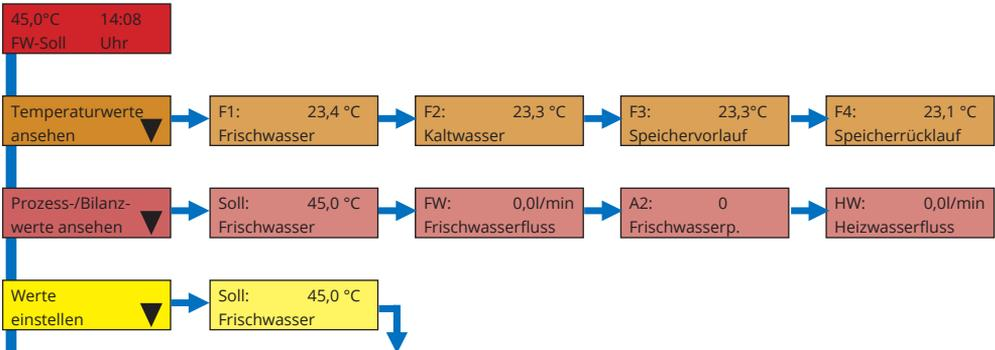 45,0°C 14:08
FW-Soll Uhr
Temperaturwerte
ansehen
F1: 23,4 °C
Frischwasser
F2: 23,3 °C
Kaltwasser
F3: 23,3°C
Speichervorlauf
F4: 23,1 °C
Speicherrücklauf
Prozess-/Bilanz-
werte ansehen
Soll: 45,0 °C
Frischwasser
FW: 0,0l/min
Frischwasserfluss
A2: 0
Frischwasserp.
HW: 0,0l/min
Heizwasserfluss
Werte
einstellen
Soll: 45,0 °C
Frischwasser